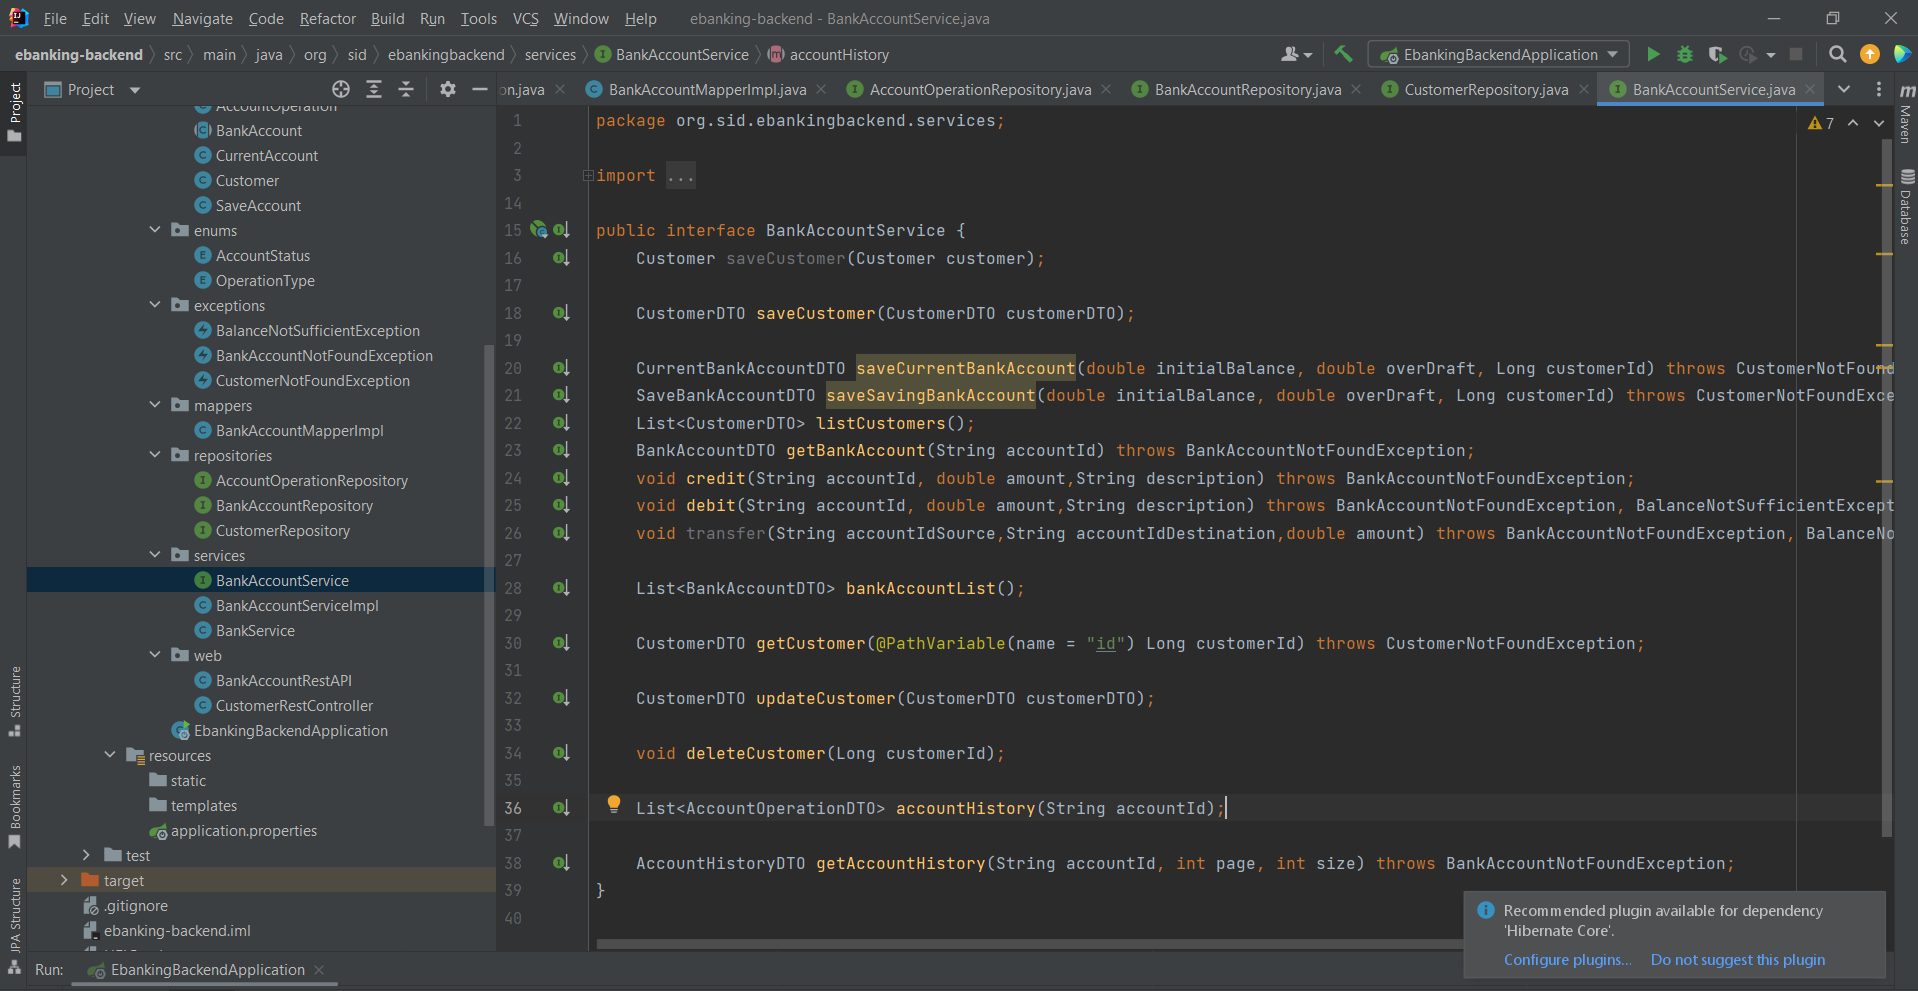 File Edit View Navigate Code Refactor Build Run Tools VCS Window Help ebanking-backend - BankAccountService.java
ebanking-backend src main java org sid ebankingbackend services BankAccountService accountHistory EbankingBackendApplication
Project
on.java AccountMapperImpl.java AccountOperationRepository.java BankAccountRepository.java CustomerRepository.java BankAccountService.java
Project
Structure
Bookmarks
JPA Structure
AccountOperation
BankAccount
CurrentAccount
Customer
SaveAccount
enums
AccountStatus
OperationType
exceptions
BalanceNotSufficientException
BankAccountNotFoundException
CustomerNotFoundException
mappers
BankAccountMapperImpl
repositories
AccountOperationRepository
BankAccountRepository
CustomerRepository
services
BankAccountService
BankAccountServiceImpl
BankService
web
BankAccountRestAPI
CustomerRestController
EbankingBackendApplication
resources
static
templates
application.properties
test
target
.gitignore
ebanking-backend.iml
1 package org.sid.ebankingbackend.services;
2
3 import ...
14
15 public interface BankAccountService {
16 Customer saveCustomer(Customer customer);
17
18 CustomerDTO saveCustomer(CustomerDTO customerDTO);
19
20 CurrentBankAccountDTO saveCurrentBankAccount(double initialBalance, double overDraft, Long customerId) throws CustomerNotFound
21 SaveBankAccountDTO saveSavingBankAccount(double initialBalance, double overDraft, Long customerId) throws CustomerNotFoundExce
22 List<CustomerDTO> listCustomers();
23 BankAccountDTO getBankAccount(String accountId) throws BankAccountNotFoundException;
24 void credit(String accountId, double amount,String description) throws BankAccountNotFoundException;
25 void debit(String accountId, double amount,String description) throws BankAccountNotFoundException, BalanceNotSufficientExcept
26 void transfer(String accountIdSource,String accountIdDestination,double amount) throws BankAccountNotFoundException, BalanceNo
27
28 List<BankAccountDTO> bankAccountList();
29
30 CustomerDTO getCustomer(@PathVariable(name = "id") Long customerId) throws CustomerNotFoundException;
31
32 CustomerDTO updateCustomer(CustomerDTO customerDTO);
33
34 void deleteCustomer(Long customerId);
35
36 List<AccountOperationDTO> accountHistory(String accountId);
37
38 AccountHistoryDTO getAccountHistory(String accountId, int page, int size) throws BankAccountNotFoundException;
39 }
40
7
Maven
Database
Recommended plugin available for dependency
'Hibernate Core'.
Configure plugins... Do not suggest this plugin
Run: EbankingBackendApplication